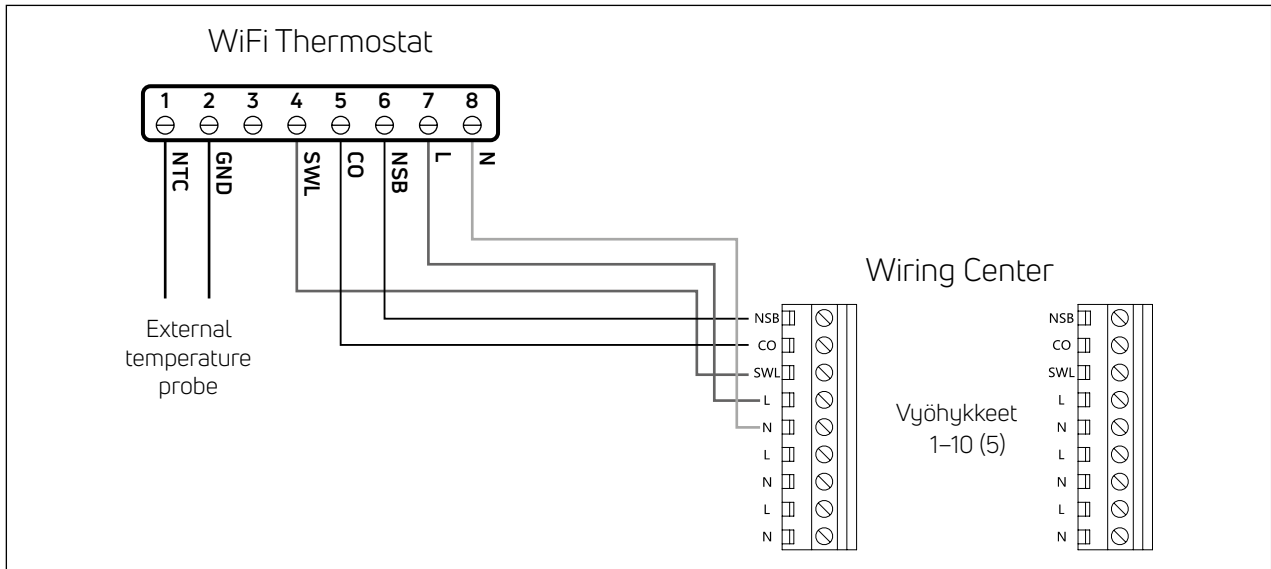 WiFi Thermostat
1 2 3 4 5 6 7 8
NTC GND SWL CO NSB L N
External
temperature
probe
Wiring Center
NSB
CO
SWL
L
N
L
N
L
N
Vyöhykkeet
1–10 (5)
NSB
CO
SWL
L
N
L
N
L
N